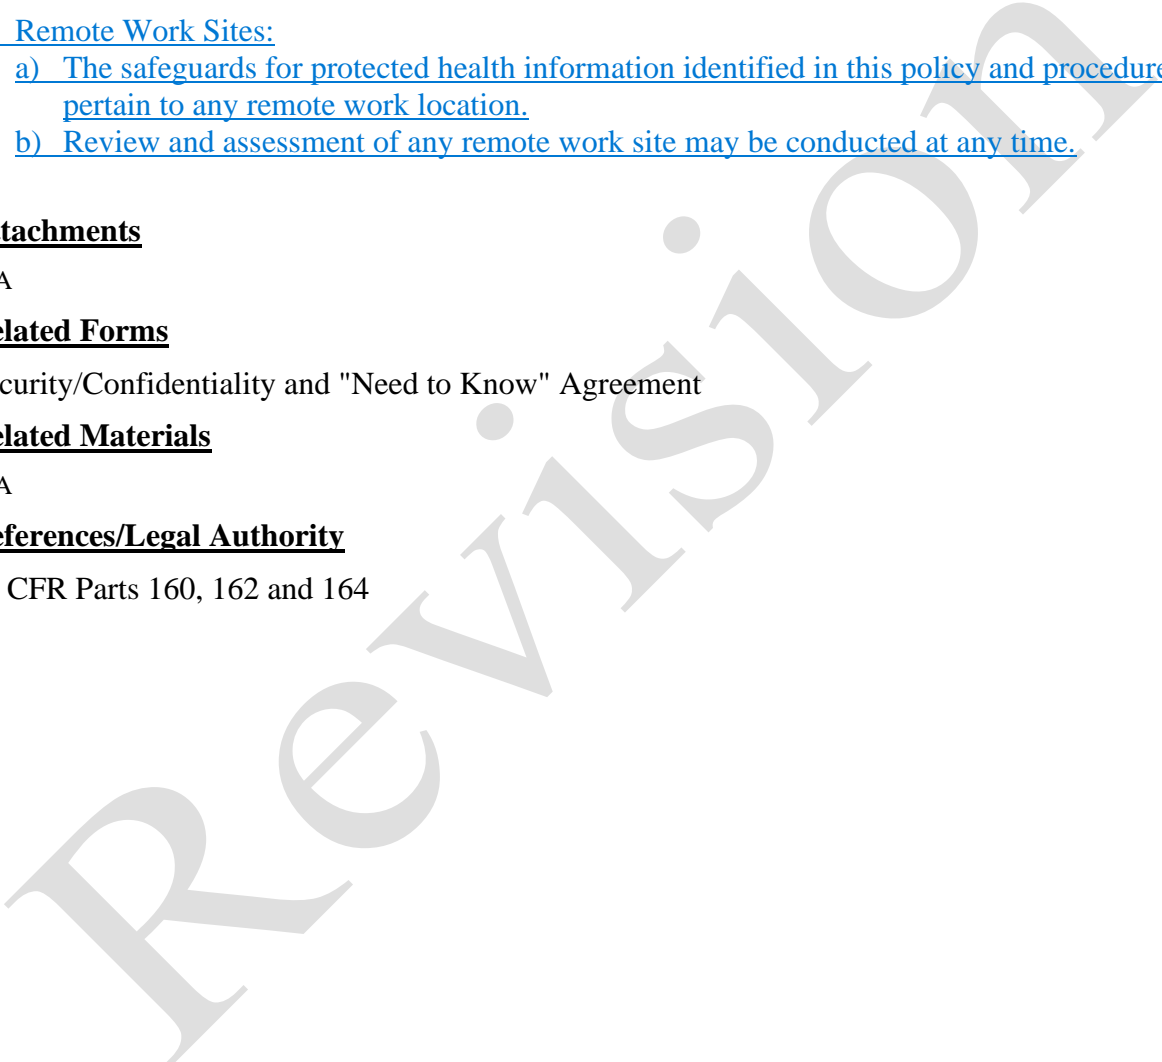 Remote Work Sites:
a) The safeguards for protected health information identified in this policy and procedure
pertain to any remote work location.
b) Review and assessment of any remote work site may be conducted at any time.
tachments
A
elated Forms
curity/Confidentiality and "Need to Know" Agreement
elated Materials
A
eferences/Legal Authority
CFR Parts 160, 162 and 164
Revision